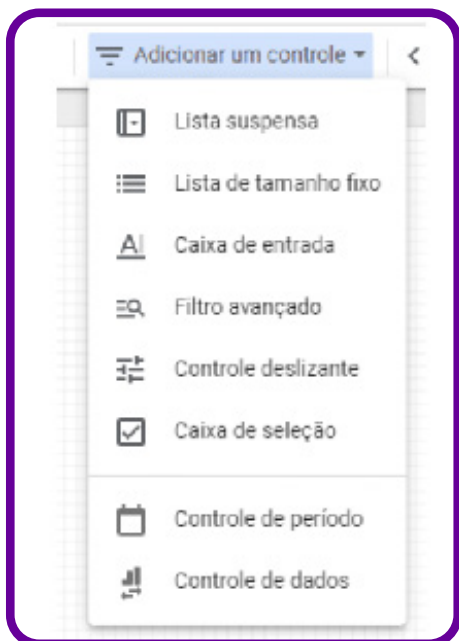 Adicionar um controle
Lista suspensa
Lista de tamanho fixo
Caixa de entrada
Filtro avançado
Controle deslizante
Caixa de seleção
Controle de período
Controle de dados